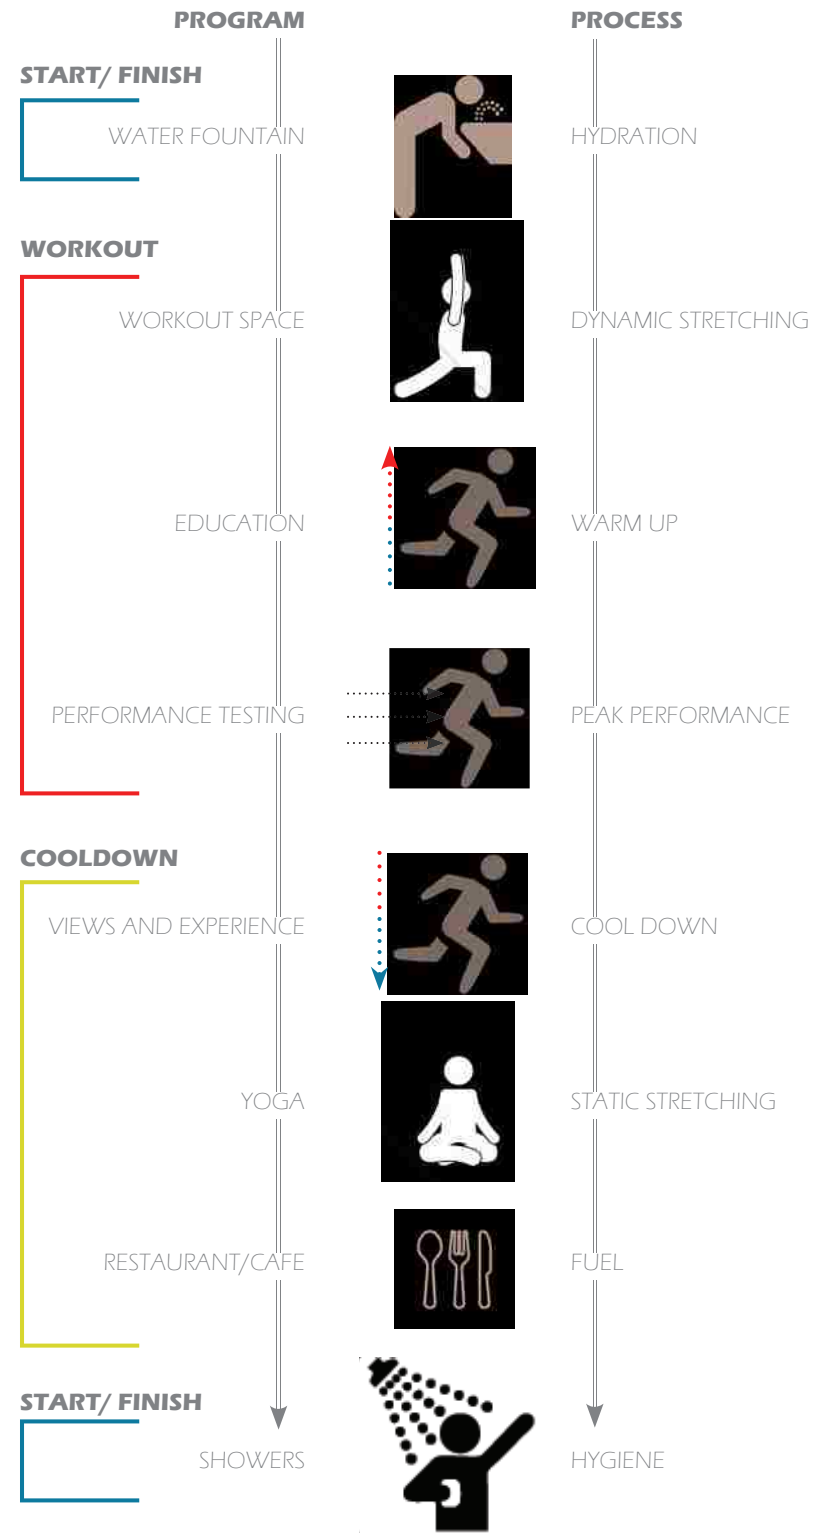 PROGRAM PROCESS
START/ FINISH
WATER FOUNTAIN HYDRATION
WORKOUT
WORKOUT SPACE DYNAMIC STRETCHING
EDUCATION WARM UP
PERFORMANCE TESTING PEAK PERFORMANCE
COOLDOWN
VIEWS AND EXPERIENCE COOL DOWN
YOGA STATIC STRETCHING
RESTAURANT/CAFE FUEL
START/ FINISH
SHOWERS HYGIENE